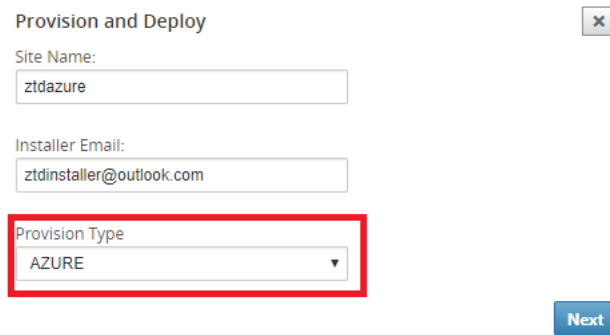 Provision and Deploy
Site Name:
ztdazure
Installer Email:
ztdinstaller@outlook.com
Provision Type
AZURE
Next